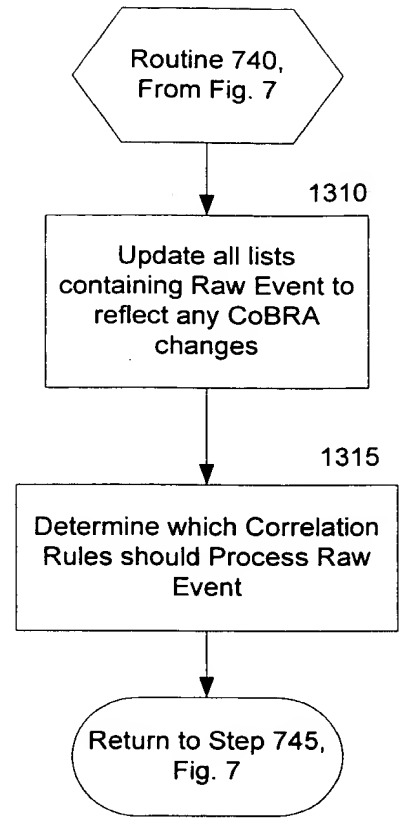 Routine 740,
From Fig. 7
1310
Update all lists
containing Raw Event to
reflect any CoBRA
changes
1315
Determine which Correlation
Rules should Process Raw
Event
Return to Step 745,
Fig. 7